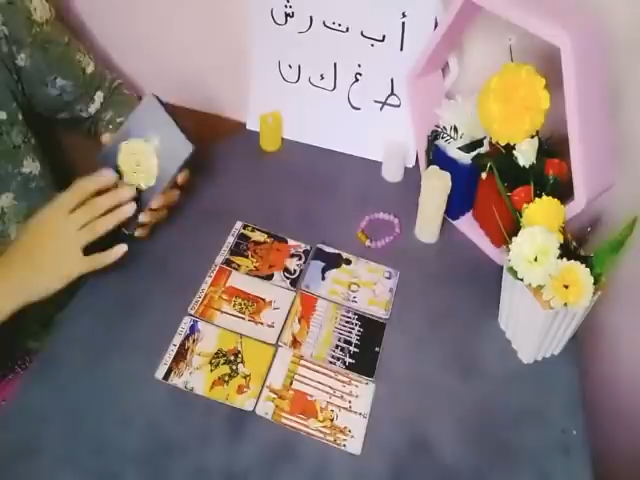 أ ب ت ر ش
ط غ ك ن